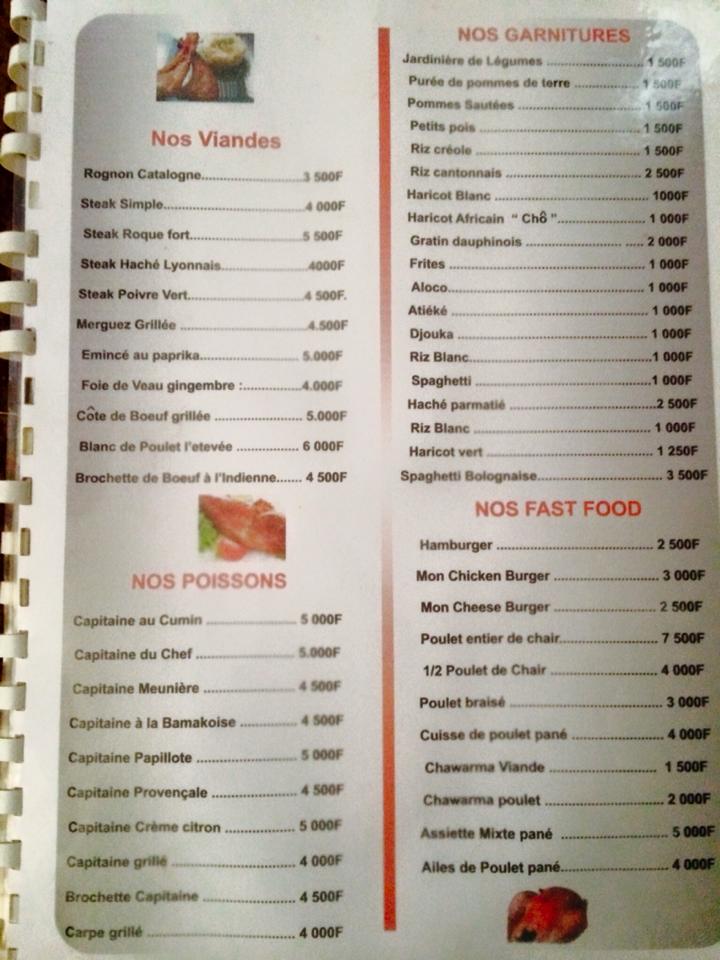 Nos Viandes
Rognon Catalogne..........................3 500F
Steak Simple.................................4 000F
Steak Roque fort..........................5 500F
Steak Haché Lyonnais....................4000F
Steak Poivre Vert...........................4 500F.
Merguez Grillée .............................4.500F
Emincé au paprika....................... 5.000F
Foie de Veau gingembre :..............4.000F
Côte de Boeuf grillée ...................... 5.000F
Blanc de Poulet l'etevée ................ 6 000F
Brochette de Boeuf à l'Indienne....... 4 500F
NOS POISSONS
Capitaine au Cumin ........................ 5 000F
Capitaine du Chef .......................... 5.000F
Capitaine Meunière ........................ 4 500F
Capitaine à la Bamakoise .............. 4 500F
Capitaine Papillote .......................... 5 000F
Capitaine Provençale ...................... 4 500F
Capitaine Crème citron .................. 5 000F
Capitaine grillé ................................ 4 000F
Brochette Capitaine ........................ 4 500F
Carpe grillé ..................................... 4 000F
NOS GARNITURES
Jardinière de Légumes ........................ 1 500F
Purée de pommes de terre .................. 1 500F
Pommes Sautées ................................ 1 500F
Petits pois .......................................... 1 500F
Riz créole ........................................... 1 500F
Riz cantonnais .................................... 2 500F
Haricot Blanc ...................................... 1000F
Haricot Africain “ Chô ”....................... 1 000F
Gratin dauphinois ........................ ..... 2 000F
Frites .................................................. 1 000F
Aloco................................................... 1 000F
Atiéké ................................................. 1 000F
Djouka ................................................ 1 000F
Riz Blanc..............................................1 000F
Spaghetti ............................................1 000F
Haché parmatié .....................................2 500F
Riz Blanc ............................................. 1 000F
Haricot vert ......................................... 1 250F
Spaghetti Bolognaise................................ 3 500F
NOS FAST FOOD
Hamburger ....................................... 2 500F
Mon Chicken Burger .......................... 3 000F
Mon Cheese Burger .......................... 2 500F
Poulet entier de chair......................... 7 500F
1/2 Poulet de Chair ........................... 4 000F
Poulet braisé ...................................... 3 000F
Cuisse de poulet pané ........................ 4 000F
Chawarma Viande ........................... 1 500F
Chawarma poulet .............................. 2 000F
Assiette Mixte pané ........................... 5 000F
Ailes de Poulet pané........................... 4 000F